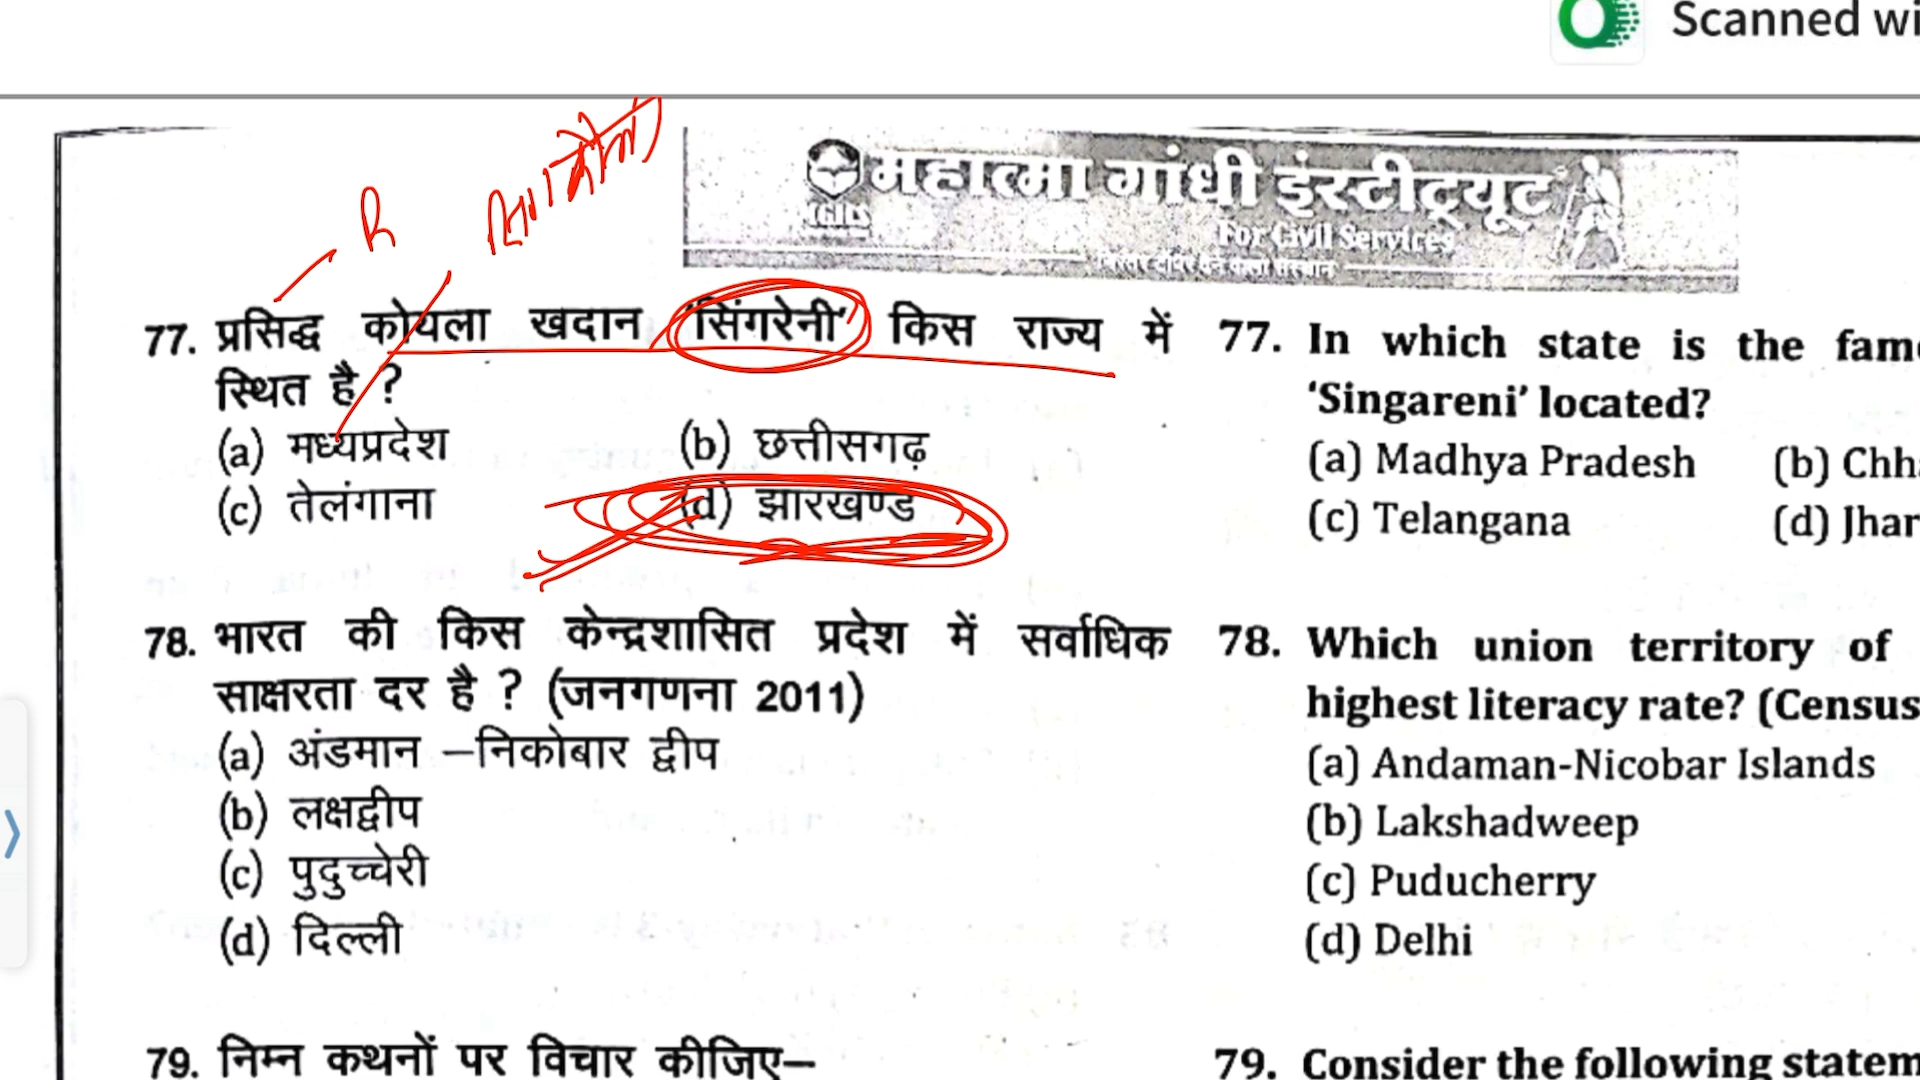 Scanned wi
महात्मा गांधी इंस्टीट्यूट
For Civil Services
77. प्रसिद्ध कोयला खदान 'सिंगरेनी' किस राज्य में
स्थित है ?
(a) मध्यप्रदेश (b) छत्तीसगढ़
(c) तेलंगाना (d) झारखण्ड
78. भारत की किस केन्द्रशासित प्रदेश में सर्वाधिक
साक्षरता दर है ? (जनगणना 2011)
(a) अंडमान –निकोबार द्वीप
(b) लक्षद्वीप
(c) पुदुच्चेरी
(d) दिल्ली
79. निम्न कथनों पर विचार कीजिए–
77. In which state is the fam
'Singareni' located?
(a) Madhya Pradesh (b) Chh
(c) Telangana (d) Jhar
78. Which union territory of
highest literacy rate? (Census
(a) Andaman-Nicobar Islands
(b) Lakshadweep
(c) Puducherry
(d) Delhi
79. Consider the following statem
R